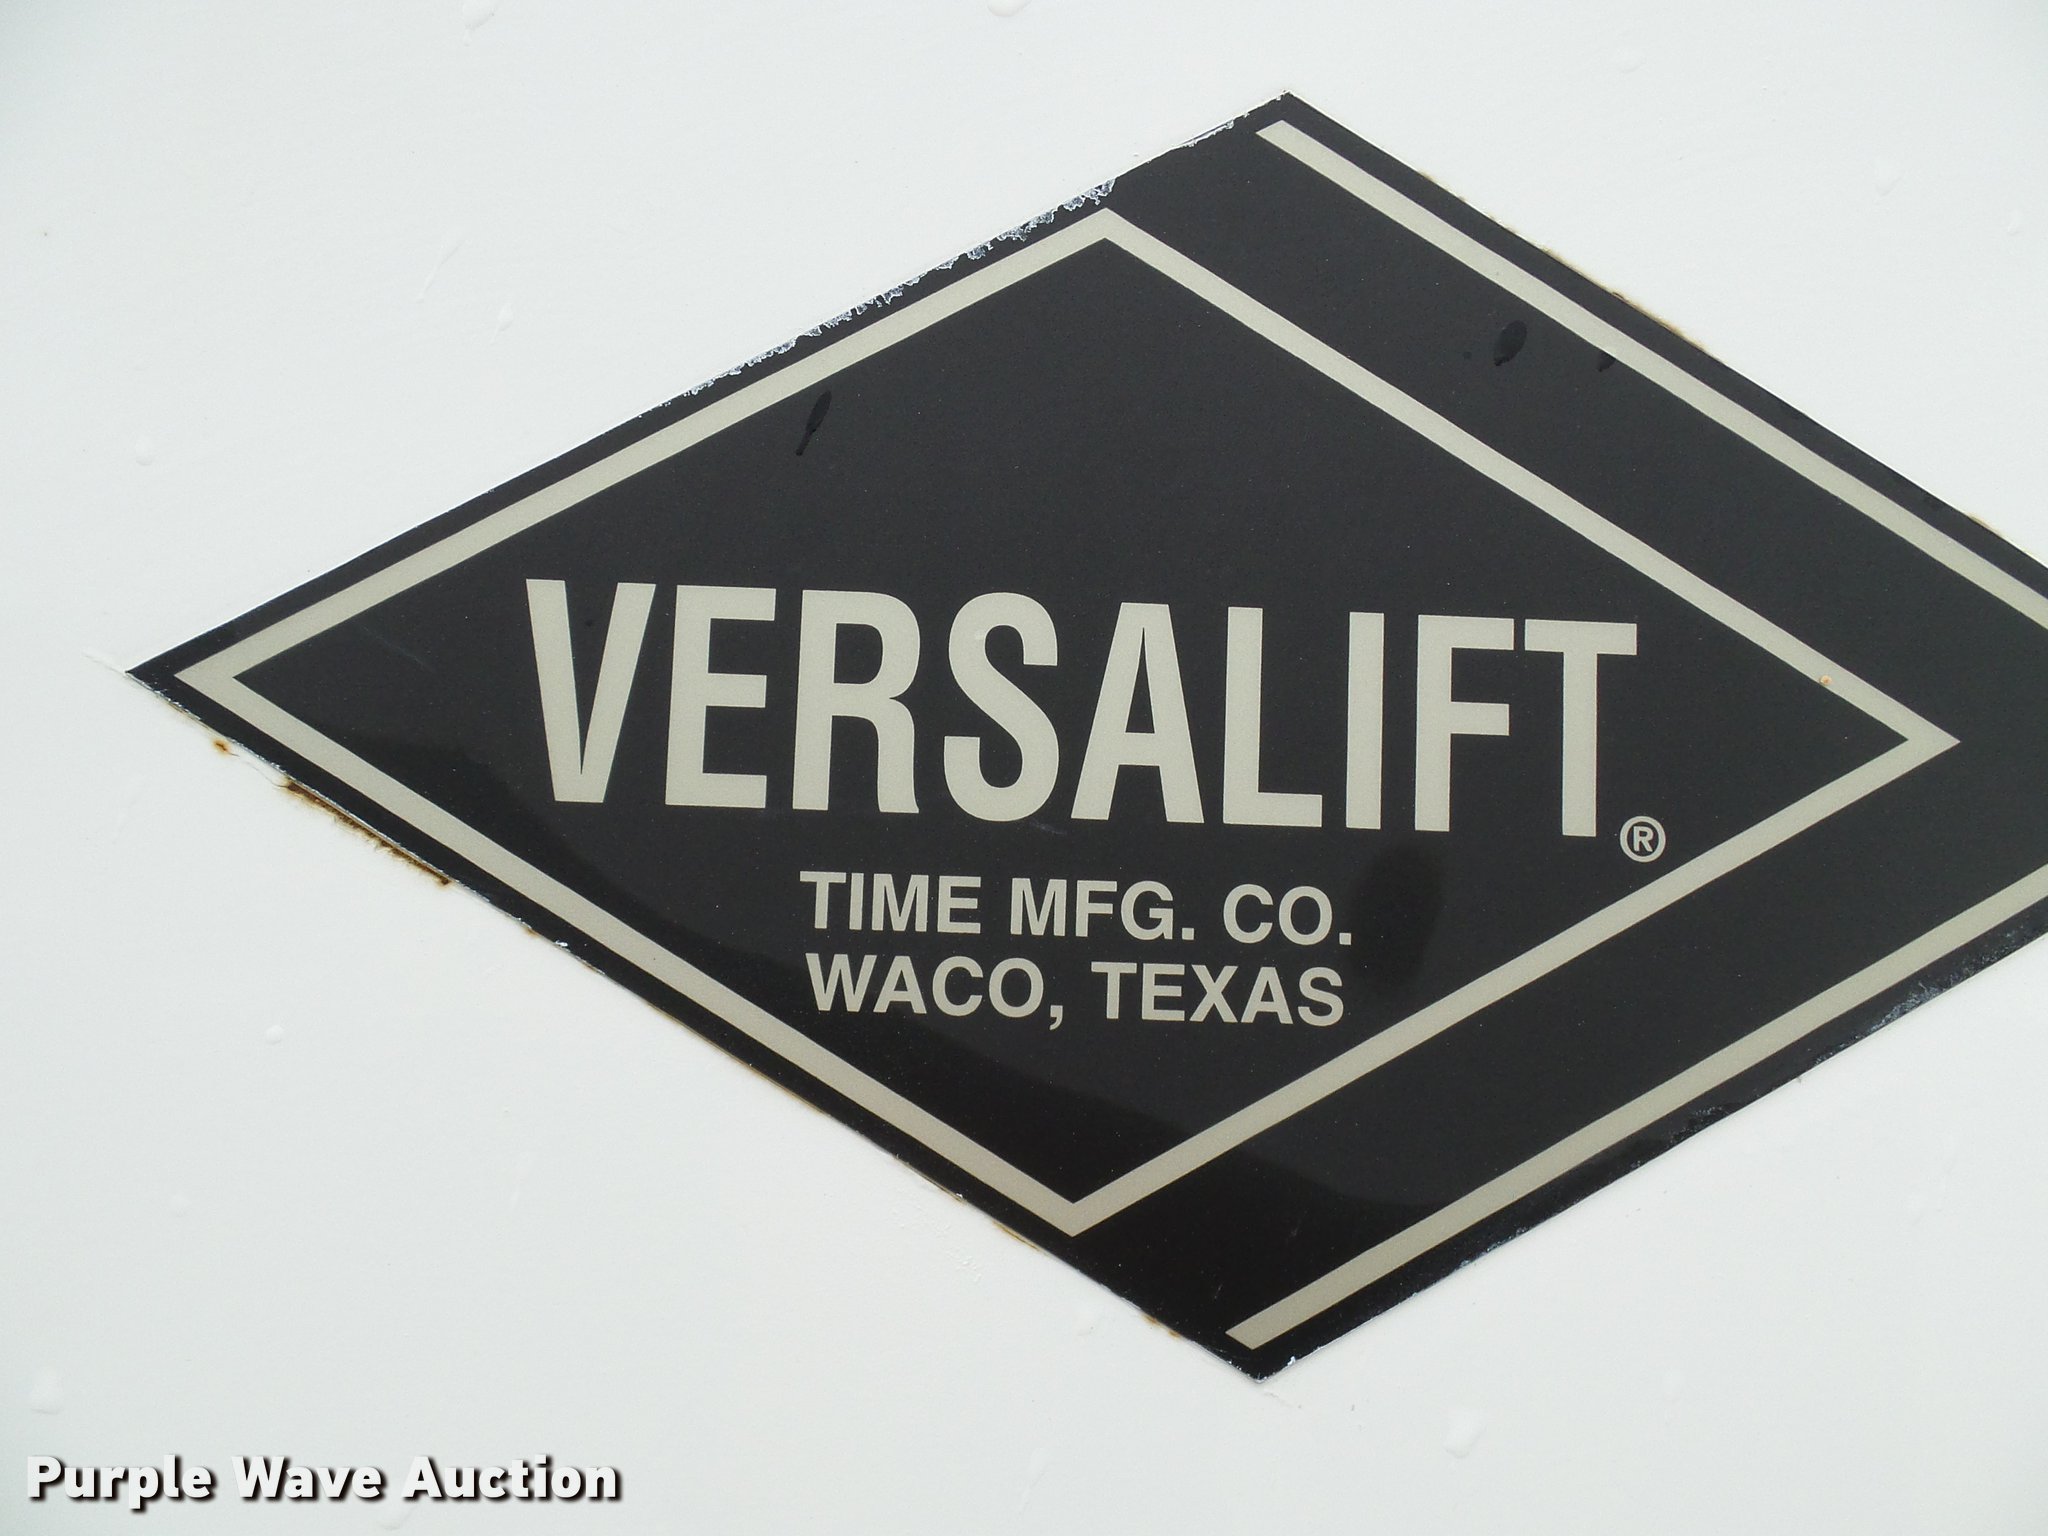 VERSALIFT®
TIME MFG. CO.
WACO, TEXAS
Purple Wave Auction